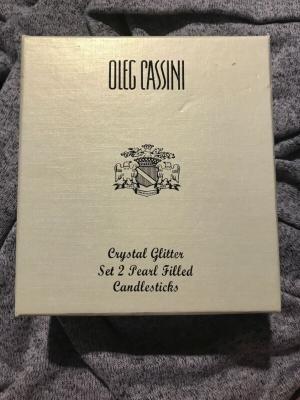 OLEG CASSINI
Crystal Glitter
Set 2 Pearl Filled
Candlesticks